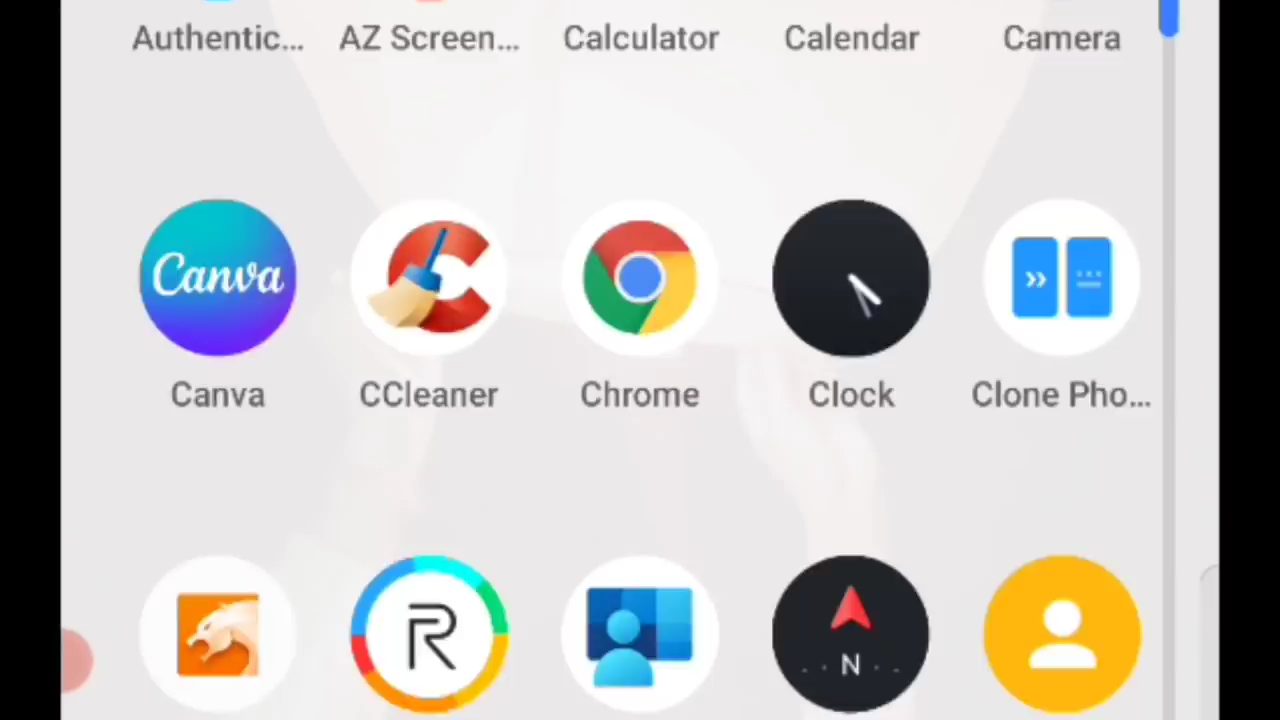 Authentic... AZ Screen... Calculator Calendar Camera
Canva
Canva CCleaner Chrome Clock Clone Pho...
R N